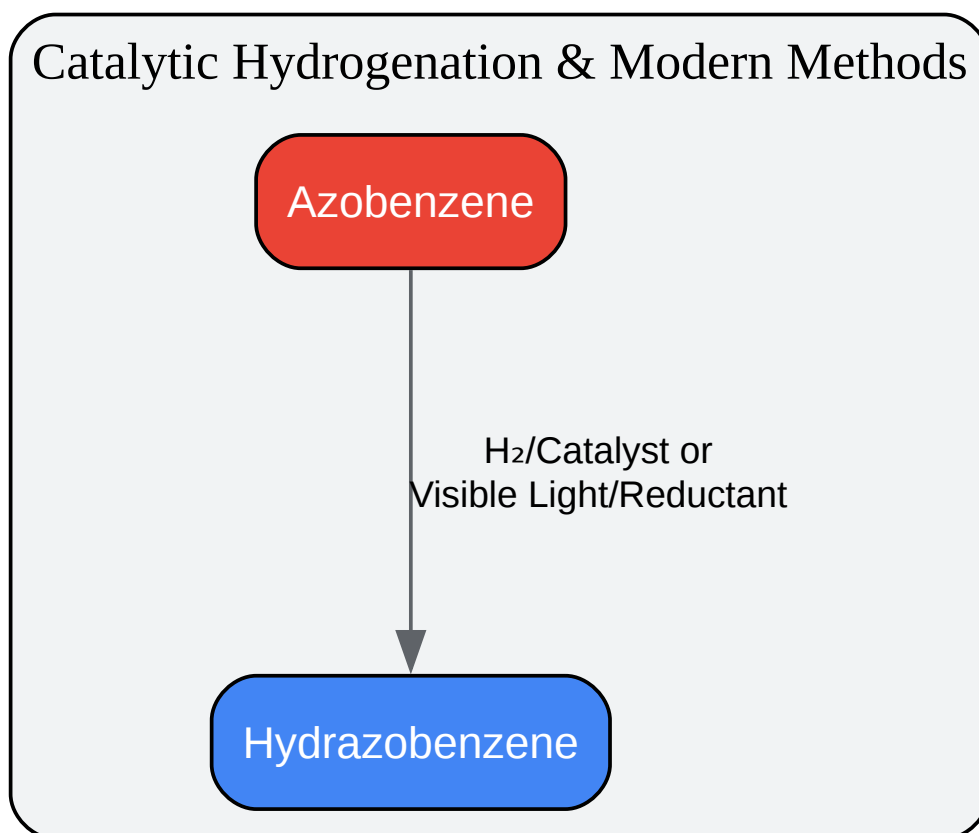 Catalytic Hydrogenation & Modern Methods
Azobenzene
H₂/Catalyst or
Visible Light/Reductant
Hydrazobenzene